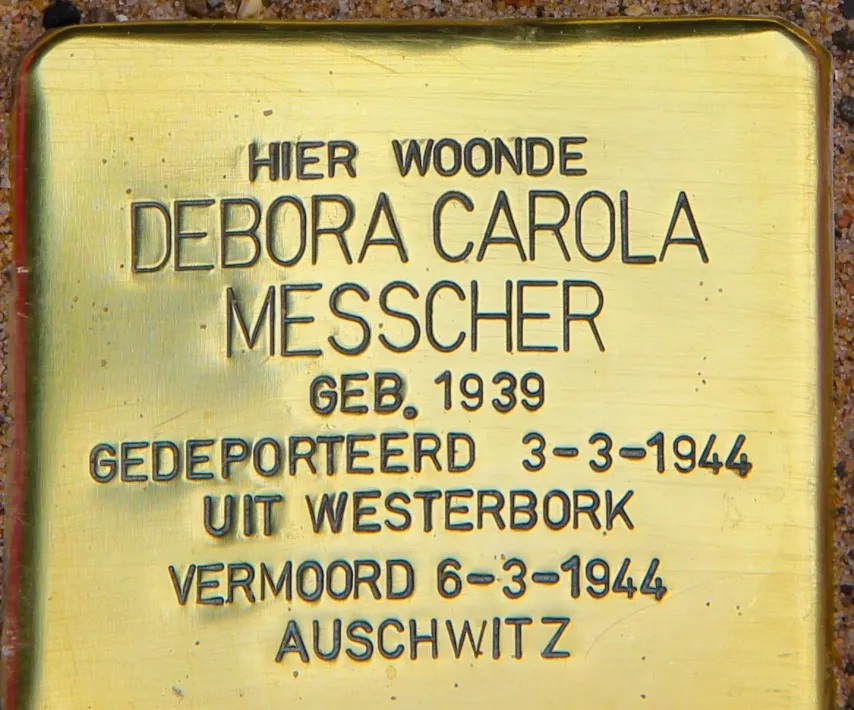 HIER WOONDE
DEBORA CAROLA
MESSCHER
GEB. 1939
GEDEPORTEERD 3-3-1944
UIT WESTERBORK
VERMOORD 6-3-1944
AUSCHWITZ